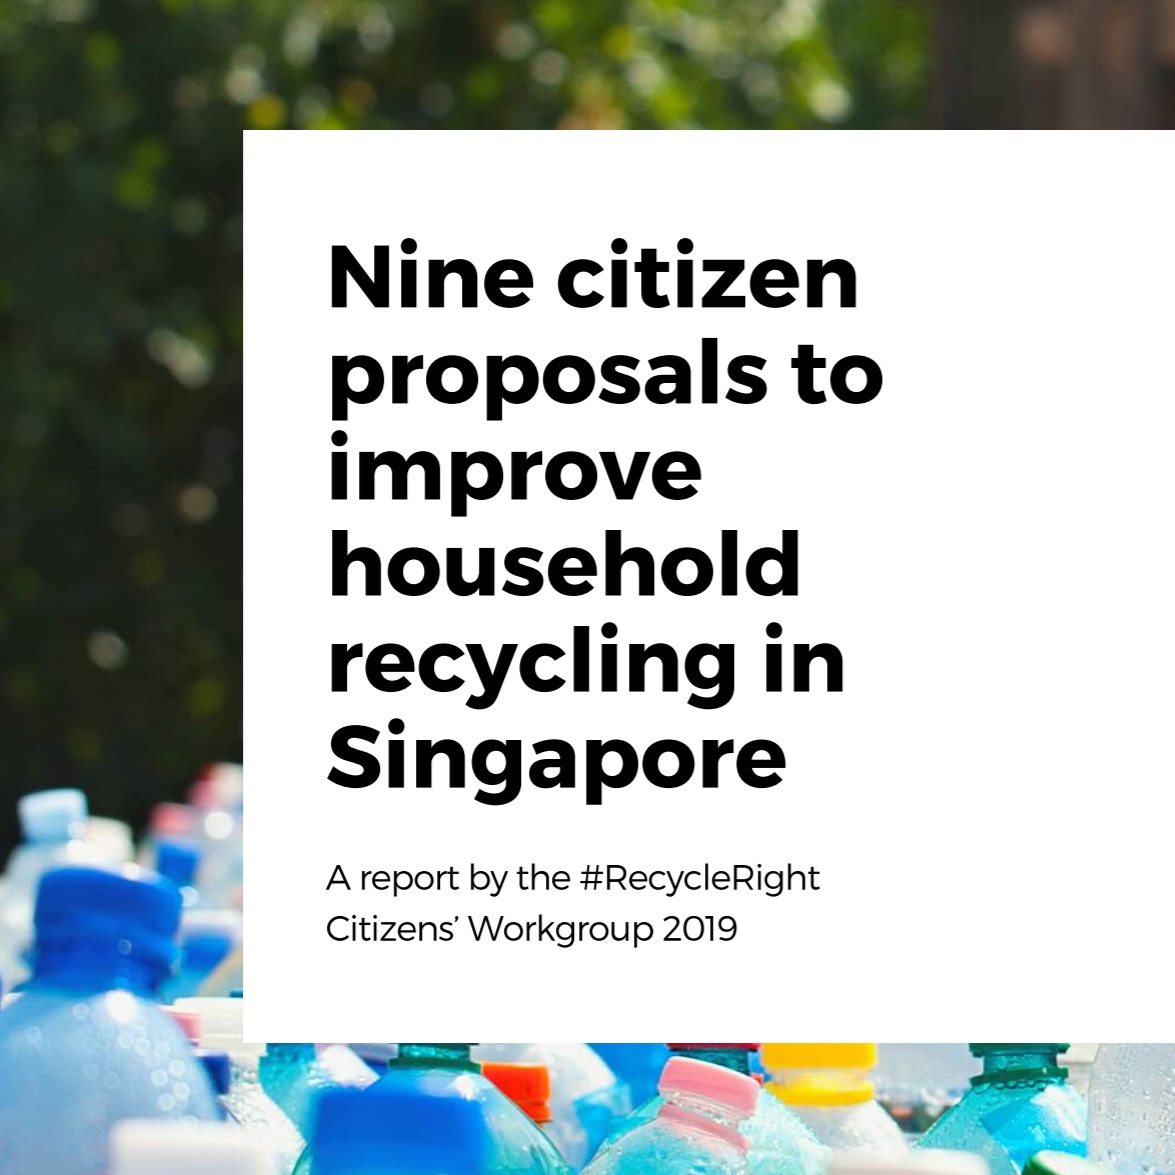 Nine citizen
proposals to
improve
household
recycling in
Singapore
A report by the #RecycleRight
Citizens’ Workgroup 2019